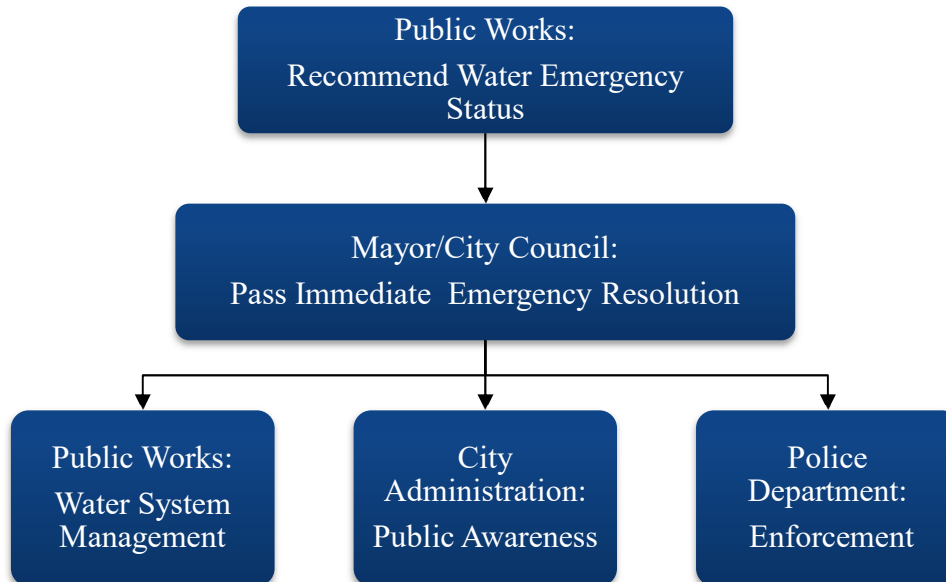 Public Works:
Recommend Water Emergency
Status
Mayor/City Council:
Pass Immediate Emergency Resolution
Public Works:
Water System
Management
City
Administration:
Public Awareness
Police
Department:
Enforcement